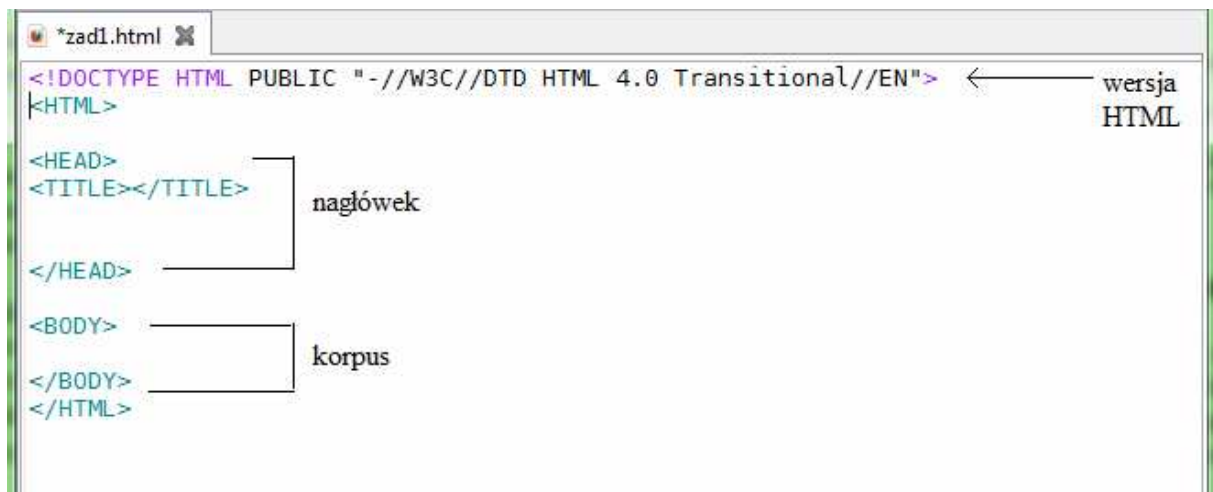 *zad1.html
<!DOCTYPE HTML PUBLIC "-//W3C//DTD HTML 4.0 Transitional//EN"> wersja
<HTML> HTML
<HEAD>
<TITLE></TITLE>
nagłówek
</HEAD>
<BODY>
korpus
</BODY>
</HTML>